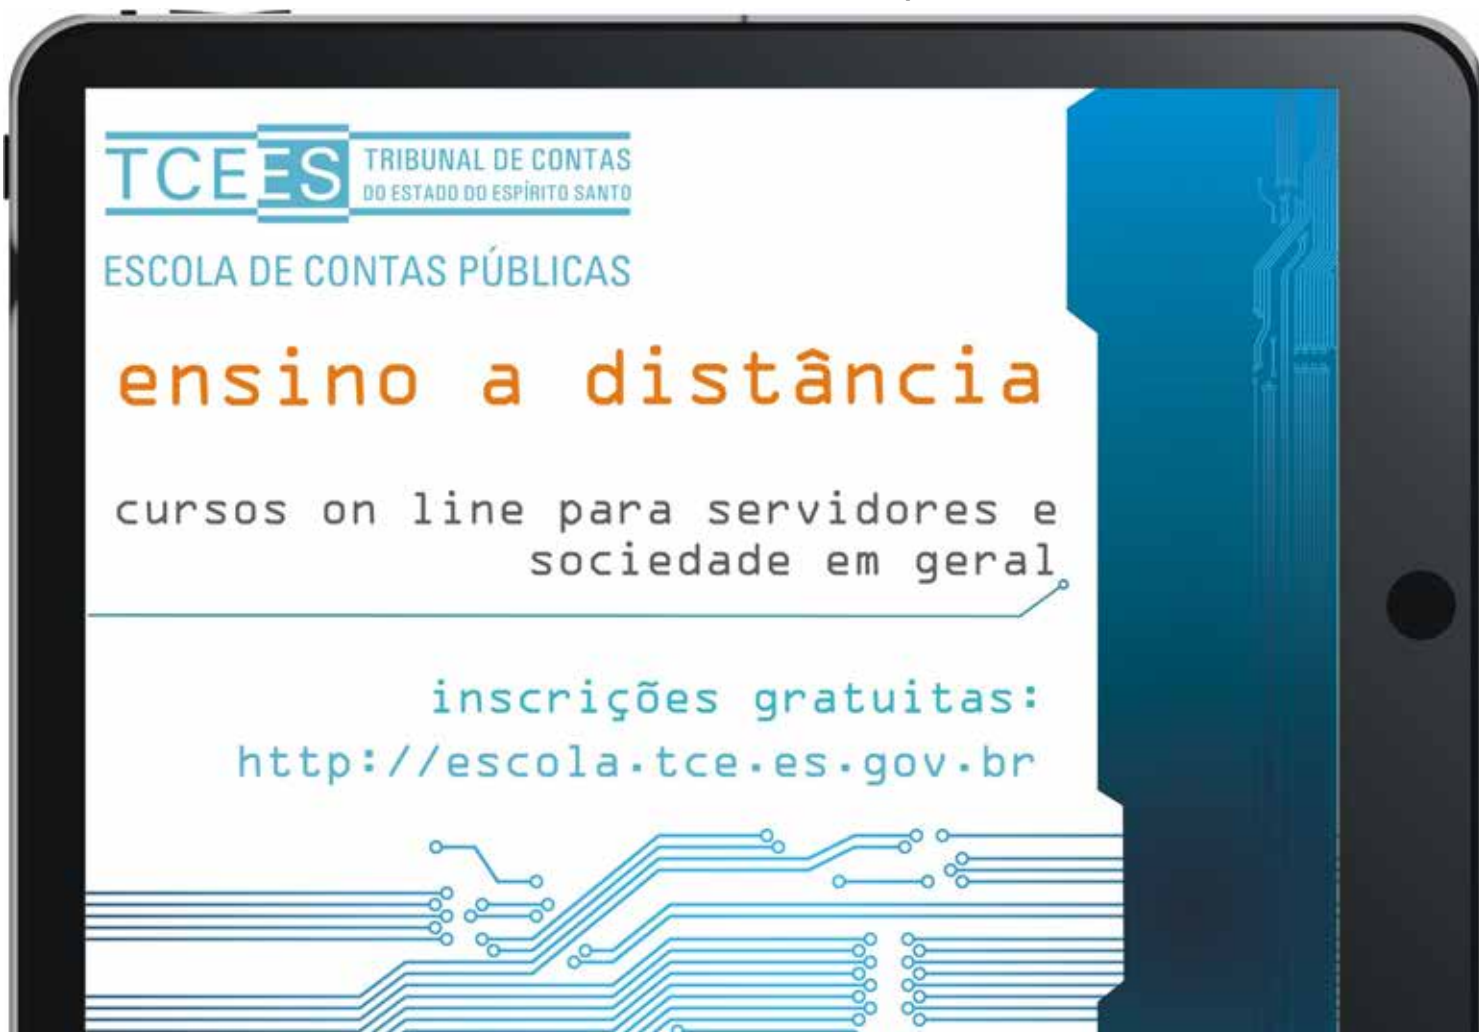 TCEES TRIBUNAL DE CONTAS
DO ESTADO DO ESPÍRITO SANTO
ESCOLA DE CONTAS PÚBLICAS
ensino a distância
cursos on line para servidores e
sociedade em geral
inscrições gratuitas:
http://escola.tce.es.gov.br